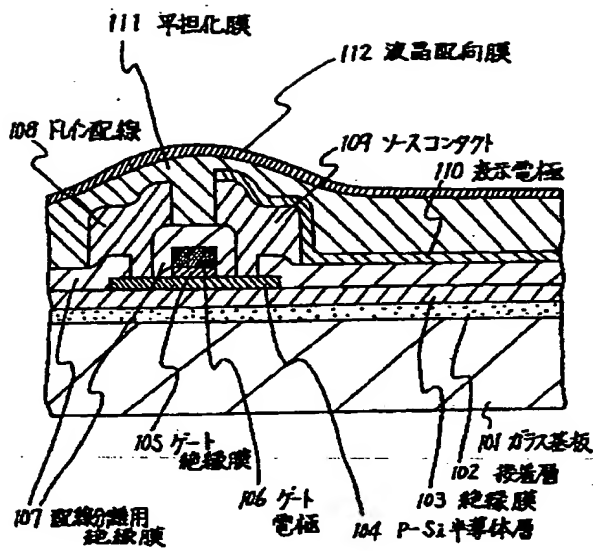 111 平担化膜
112 液晶配向膜
108 ドレイン配線
109 ソースコンタクト
110 表示電極
105 ゲート
絶縁膜
106 ゲート
電極
107 配線分離用
絶縁膜
101 ガラス基板
102 接着層
103 絶縁膜
104 P-Si半導体層